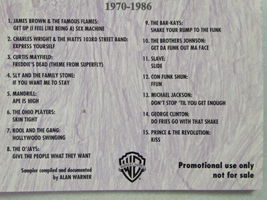 1970-1986
1. JAMES BROWN & THE FAMOUS FLAMES:
GET UP (I FEEL LIKE BEING A) SEX MACHINE
2. CHARLES WRIGHT & THE WATTS 103RD STREET BAND:
EXPRESS YOURSELF
3. CURTIS MAYFIELD:
FREDDIE'S DEAD (THEME FROM SUPERFLY)
4. SLY AND THE FAMILY STONE:
IF YOU WANT ME TO STAY
5. MANDRILL:
APE IS HIGH
6. THE OHIO PLAYERS:
SKIN TIGHT
7. KOOL AND THE GANG:
HOLLYWOOD SWINGING
8. THE O'JAYS:
GIVE THE PEOPLE WHAT THEY WANT
Sampler compiled and documented by
ALAN WARNER
9. THE BAR-KAYS:
SHAKE YOUR RUMP TO THE FUNK
10. THE BROTHERS JOHNSON:
GET DA FUNK OUT MA FACE
11. SLAVE:
SLIDE
12. CON FUNK SHUN:
FFUN
13. MICHAEL JACKSON:
DON'T STOP 'TIL YOU GET ENOUGH
14. GEORGE CLINTON:
DO FRIES GO WITH THAT SHAKE
15. PRINCE & THE REVOLUTION:
KISS
Promotional use only
not for sale